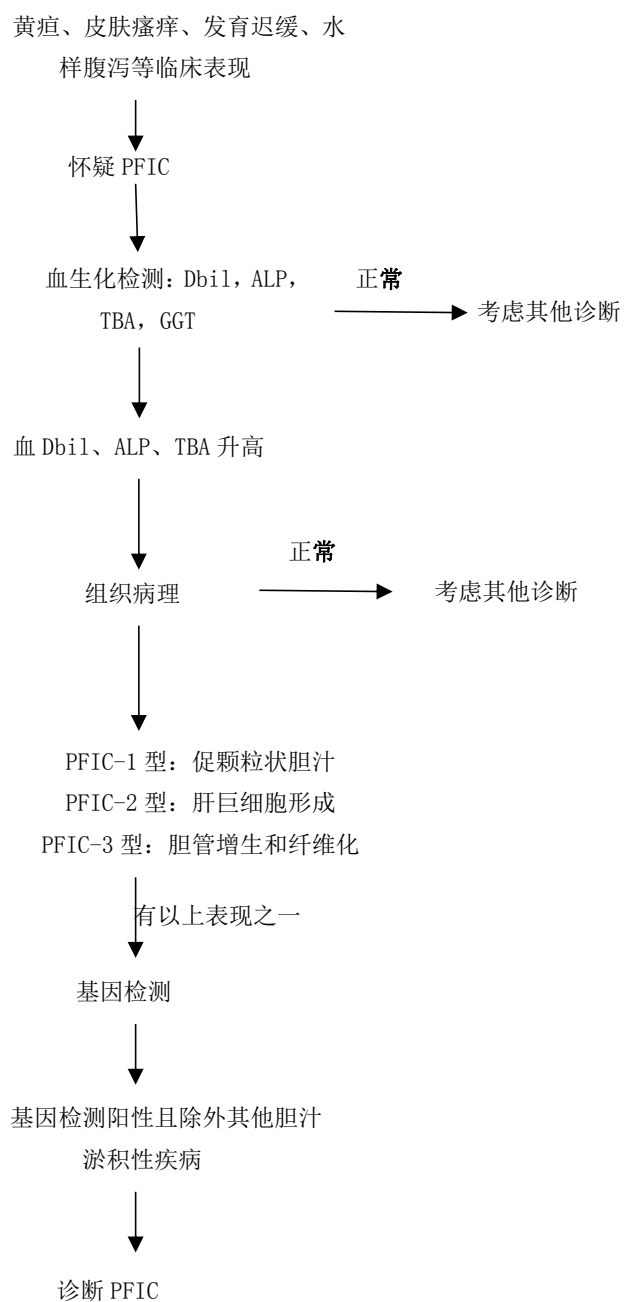 黄疸、皮肤瘙痒、发育迟缓、水
样腹泻等临床表现
怀疑 PFIC
血生化检测：Dbil，ALP，
TBA，GGT
正常
考虑其他诊断
血 Dbil、ALP、TBA 升高
组织病理
正常
考虑其他诊断
PFIC-1 型：促颗粒状胆汁
PFIC-2 型：肝巨细胞形成
PFIC-3 型：胆管增生和纤维化
有以上表现之一
基因检测
基因检测阳性且除外其他胆汁
淤积性疾病
诊断 PFIC